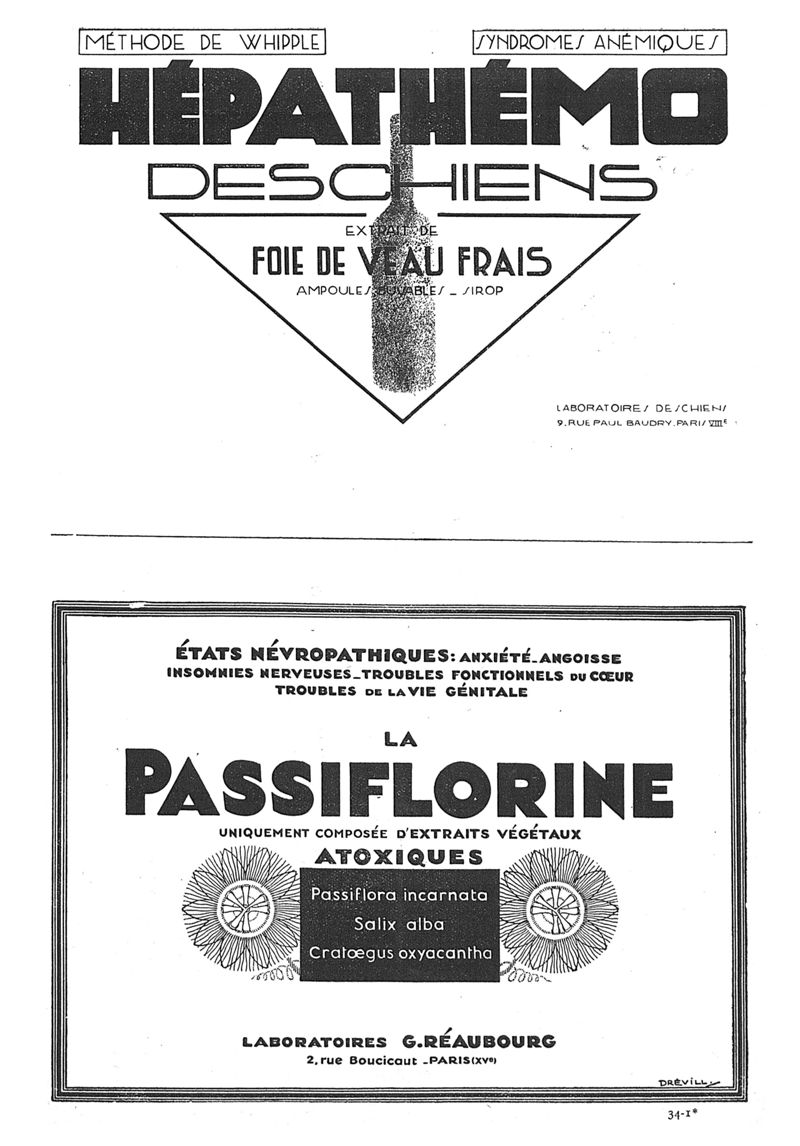 MÉTHODE DE WHIPPLE
SYNDROMES ANÉMIQUES
HÉPATHÉMO
DESCHIENS
EXTRAIT DE
FOIE DE VEAU FRAIS
AMPOULES BUVABLES _ SIROP
LABORATOIRES DESCHIENS
9, RUE PAUL BAUDRY. PARIS VIIIE
ÉTATS NÉVROPATHIQUES: ANXIÉTÉ_ANGOISSE
INSOMNIES NERVEUSES_TROUBLES FONCTIONNELS DU CŒUR
TROUBLES DE LA VIE GÉNITALE
LA
PASSIFLORINE
UNIQUEMENT COMPOSÉE D'EXTRAITS VÉGÉTAUX
ATOXIQUES
Passiflora incarnata
Salix alba
Cratœgus oxyacantha
LABORATOIRES G.RÉAUBOURG
2, rue Boucicaut _PARIS (XVe)
DRÉVILL
34-1*